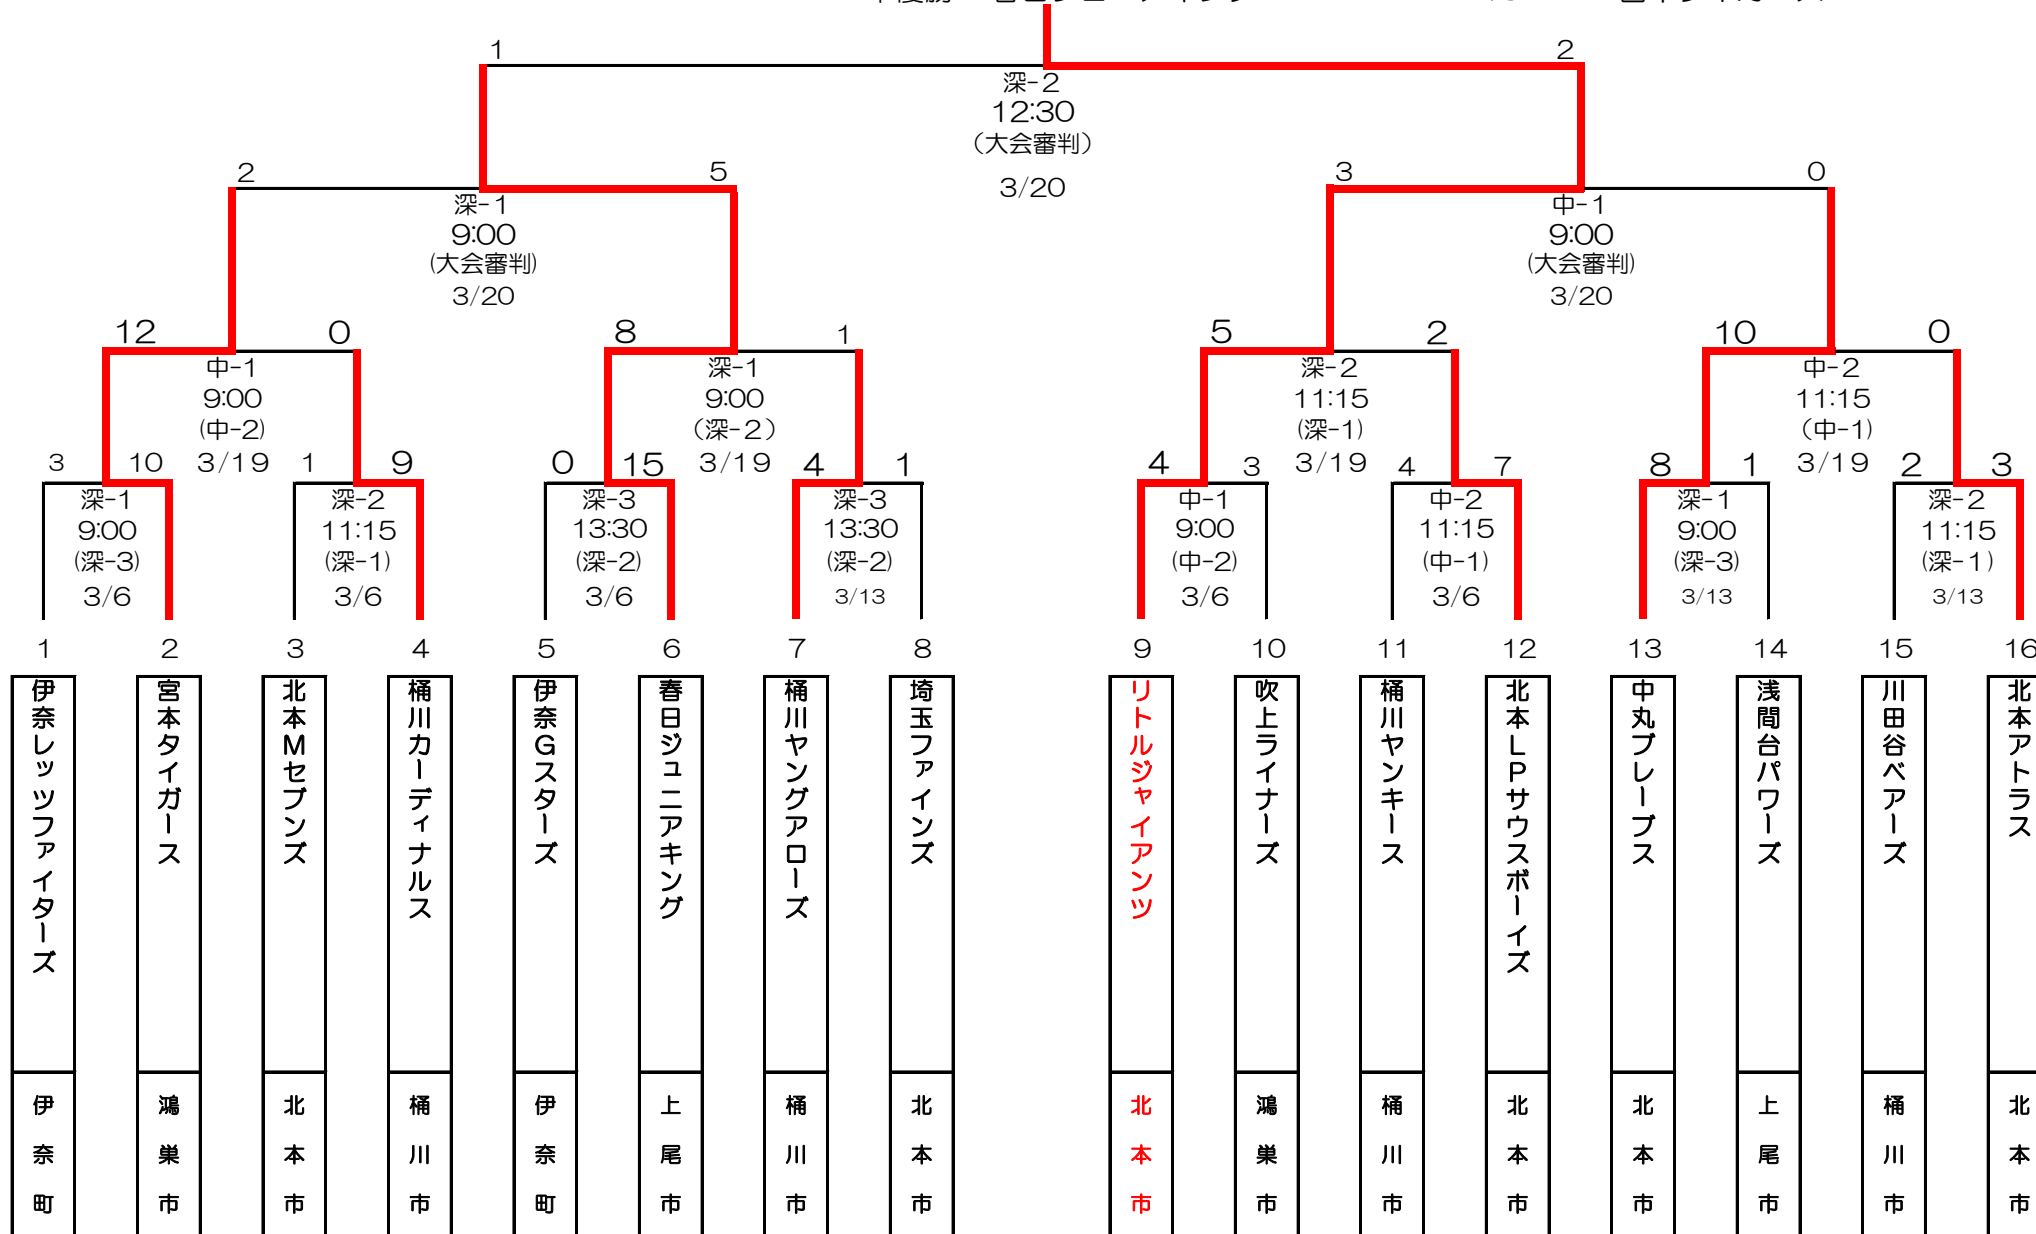 1 2
深-2
12:30
（大会審判）
3/20
2 5 3 0
深-1 中-1
9:00 9:00
(大会審判) (大会審判)
3/20 3/20
12 0 8 1 5 2 10 0
中-1 深-1 深-2 中-2
9:00 9:00 11:15 11:15
(中-2) （深-2） (深-1) （中-1)
3/19 3/19 3/19 3/19
3 10 1 9 0 15 4 1 4 3 4 7 8 1 2 3
深-1 深-2 深-3 深-3 中-1 中-2 深-1 深-2
9:00 11:15 13:30 13:30 9:00 11:15 9:00 11:15
(深-3) (深-1) (深-2) (深-2) (中-2) (中-1) (深-3) (深-1)
3/6 3/6 3/6 3/13 3/6 3/6 3/13 3/13
1 2 3 4 5 6 7 8 9 10 11 12 13 14 15 16
伊奈レッツファイターズ
宮本タイガース
北本Mセブンズ
桶川カーディナルス
伊奈Gスターズ
春日ジュニアキング
桶川ヤングアローズ
埼玉ファインズ
リトルジャイアンツ
吹上ライナーズ
桶川ヤンキース
北本LPサウスボーイズ
中丸ブレーブス
浅間台パワーズ
川田谷ベアーズ
北本アトラス
伊奈町
鴻巣市
北本市
桶川市
伊奈町
上尾市
桶川市
北本市
北本市
鴻巣市
桶川市
北本市
北本市
上尾市
桶川市
北本市